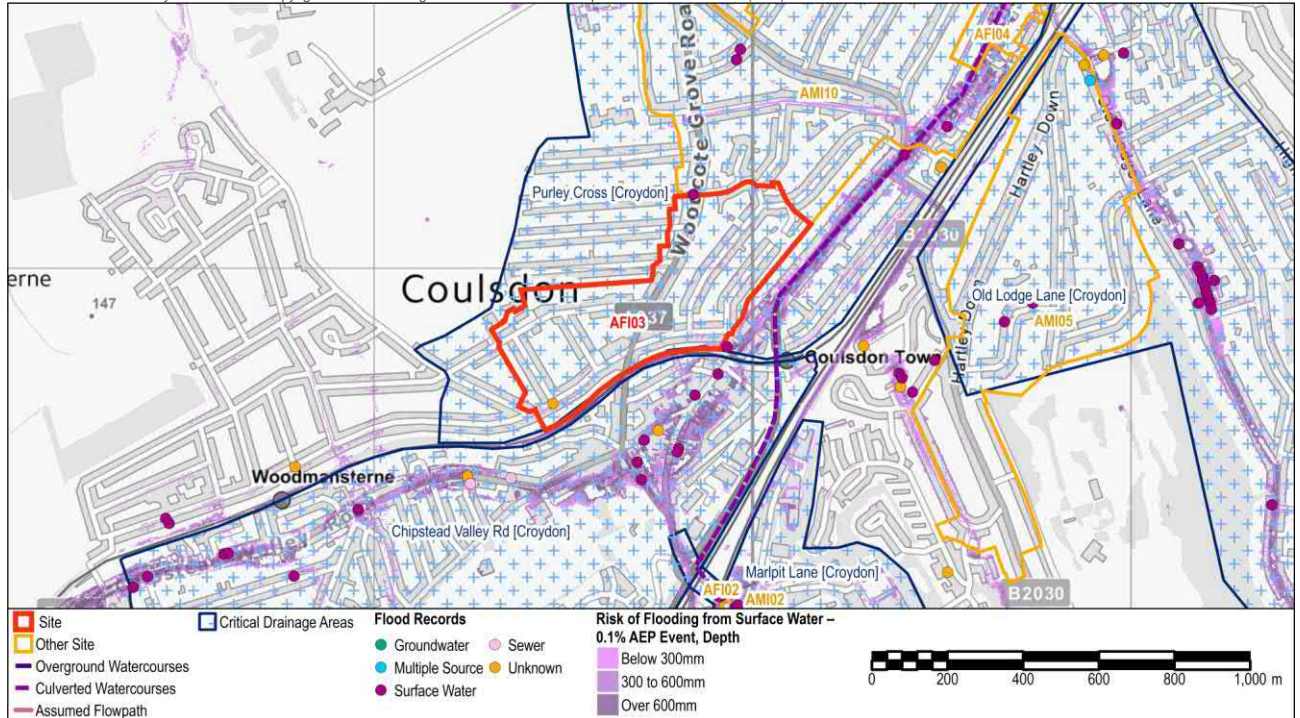 AFI04
Woodcote Grove Road
AMI10
Hartley Down
Purley Cross [Croydon]
erne
147
Coulsdon
AFI03
Old Lodge Lane [Croydon]
AMI05
Coulsdon Town
Hartley Down
Woodmansterne
Chipstead Valley Rd [Croydon]
Marlpit Lane [Croydon]
AFI02
AMI02
B2030
Site
Other Site
Overground Watercourses
Culverted Watercourses
Assumed Flowpath
Critical Drainage Areas
Flood Records
Groundwater
Multiple Source
Surface Water
Sewer
Unknown
Risk of Flooding from Surface Water –
0.1% AEP Event, Depth
Below 300mm
300 to 600mm
Over 600mm
0 200 400 600 800 1,000 m